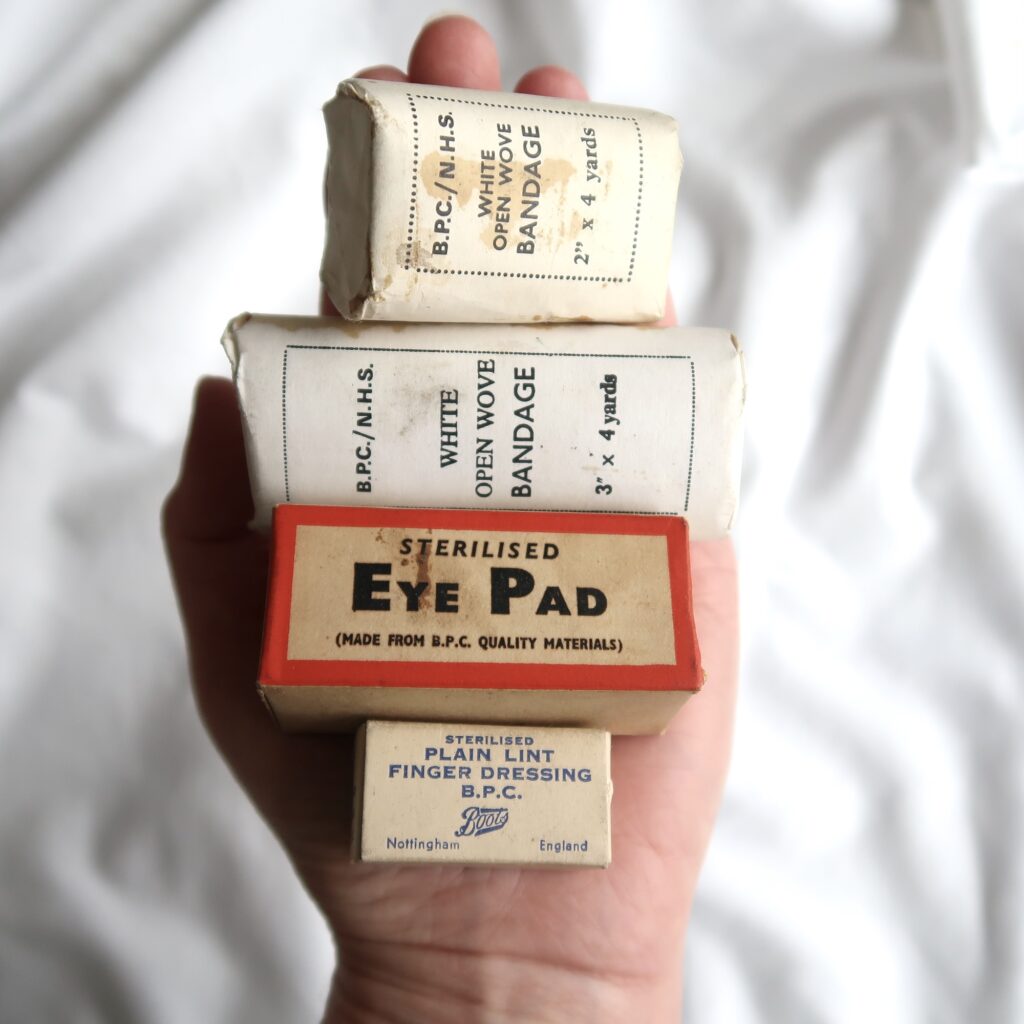 B.P.C./N.H.S.
WHITE
OPEN WOVE
BANDAGE
2" x 4 yards
B.P.C./N.H.S.
WHITE
OPEN WOVE
BANDAGE
3" x 4 yards
STERILISED
EYE PAD
(MADE FROM B.P.C. QUALITY MATERIALS)
STERILISED
PLAIN LINT
FINGER DRESSING
B.P.C.
Boots
Nottingham England